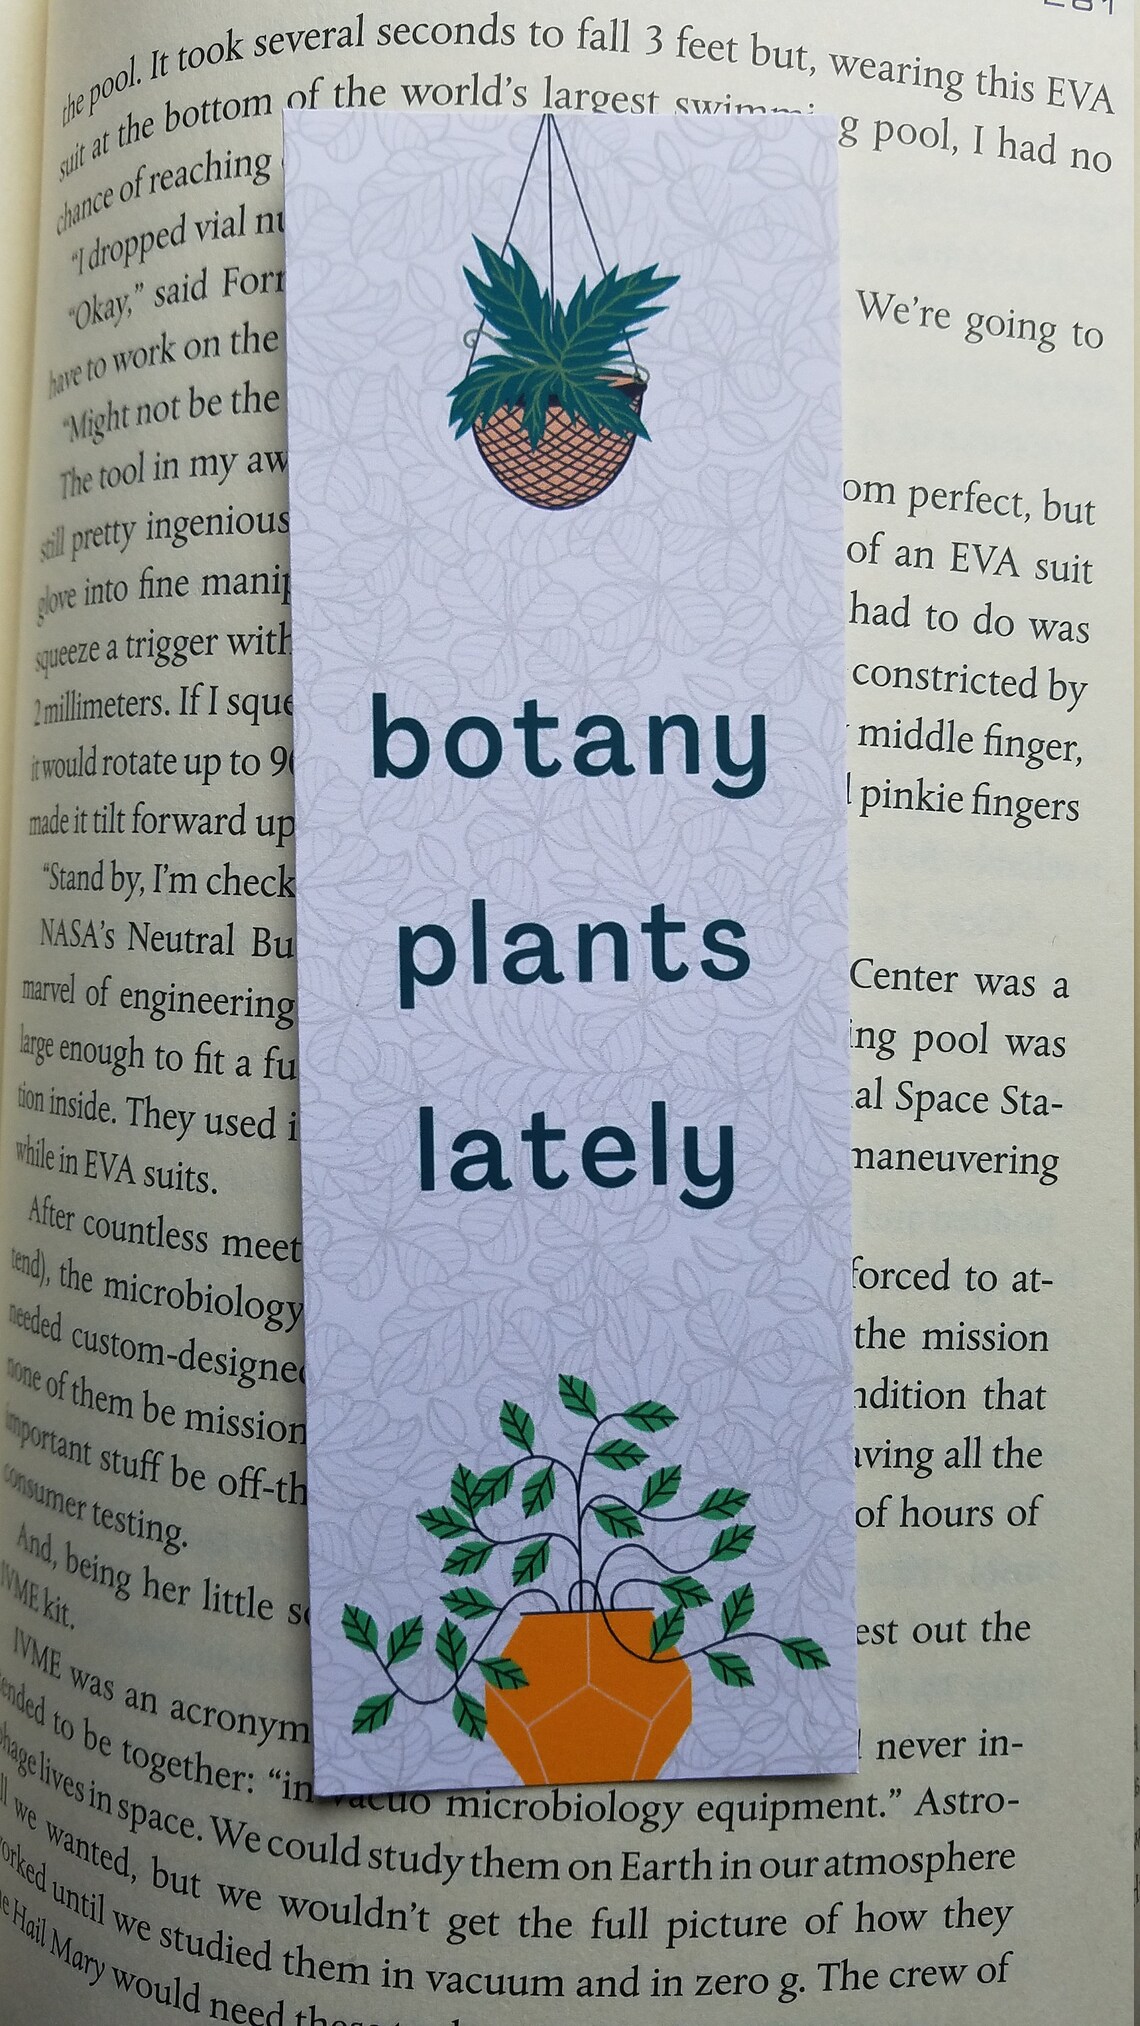 the pool. It took several seconds to fall 3 feet but, wearing this EVA
suit at the bottom of the world's largest swimming pool, I had no
chance of reaching
"I dropped vial
"Okay," said We're going to
have to work on the
"Might not be the
The tool in my perfect, but
still pretty ingenious of an EVA suit
glove into fine had to do was
squeeze a trigger with constricted by
2 millimeters. If I middle finger,
it would rotate up to pinkie fingers
made it tilt forward up
"Stand by, I'm
NASA's Neutral Center was a
marvel of engineering pool was
large enough to fit a Space Sta-
tion inside. They used maneuvering
while in EVA suits.
After countless forced to at-
tend), the microbiology the mission
needed custom-designed that
none of them be mission all the
important stuff be of hours of
consumer testing.
And, being her little out the
IVME kit.
IVME was an acronym never in-
tended to be together: "in vacuo microbiology equipment." Astro-
phage lives in space. We could study them on Earth in our atmosphere
all we wanted, but we wouldn't get the full picture of how they
worked until we studied them in vacuum and in zero g. The crew of
the Hail Mary would need
botany
plants
lately